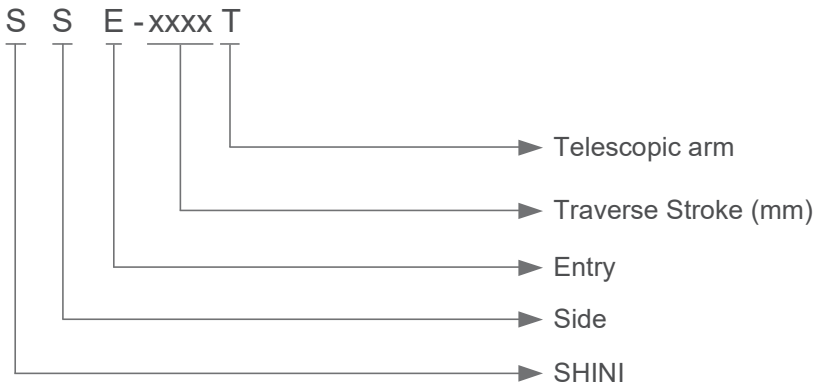 S S E - xxxx T
Telescopic arm
Traverse Stroke (mm)
Entry
Side
SHINI